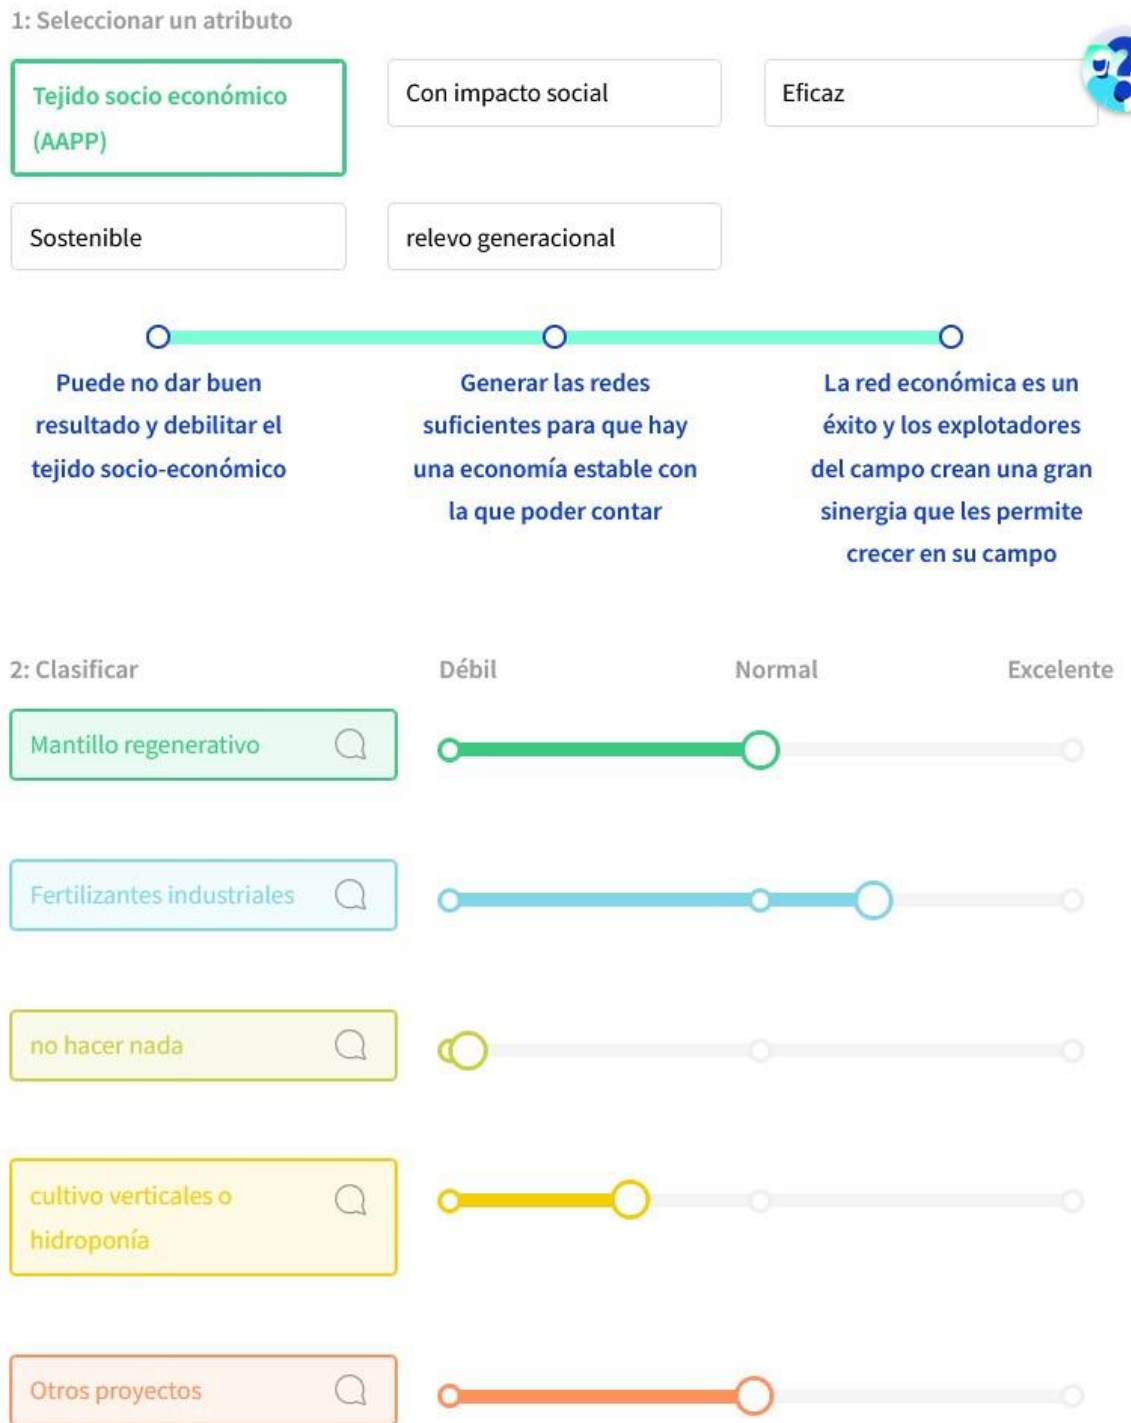 1: Seleccionar un atributo
Tejido socio económico
(AAPP)
Con impacto social
Eficaz
Sostenible
relevo generacional
Puede no dar buen
resultado y debilitar el
tejido socio-económico
Generar las redes
suficientes para que hay
una economía estable con
la que poder contar
La red económica es un
éxito y los explotadores
del campo crean una gran
sinergia que les permite
crecer en su campo
2: Clasificar
Débil
Normal
Excelente
Mantillo regenerativo
Fertilizantes industriales
no hacer nada
cultivo verticales o
hidroponía
Otros proyectos